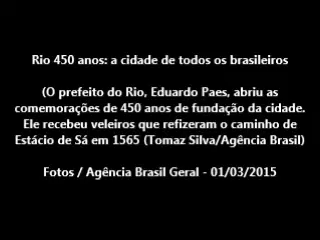 Rio 450 anos: a cidade de todos os brasileiros
(O prefeito do Rio, Eduardo Paes, abriu as
comemorações de 450 anos de fundação da cidade.
Ele recebeu veleiros que refizeram o caminho de
Estácio de Sá em 1565 (Tomaz Silva/Agência Brasil)
Fotos / Agência Brasil Geral - 01/03/2015